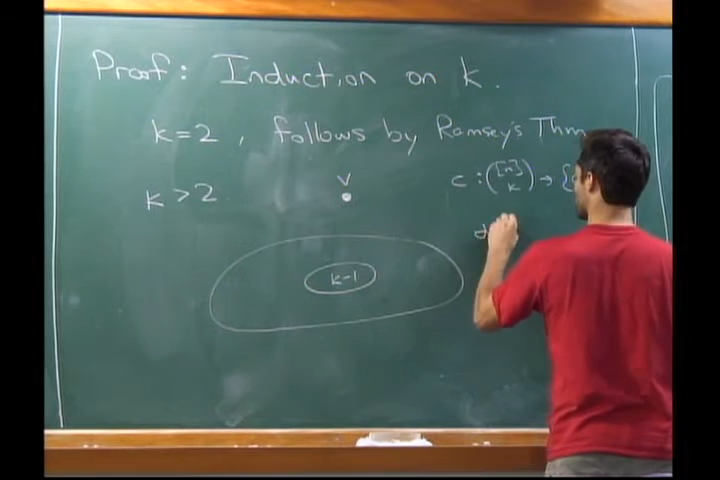 Proof: Induction on k.
k=2, follows by Ramsey's Thm
k>2
v
c : ([n] k) → {
k-1